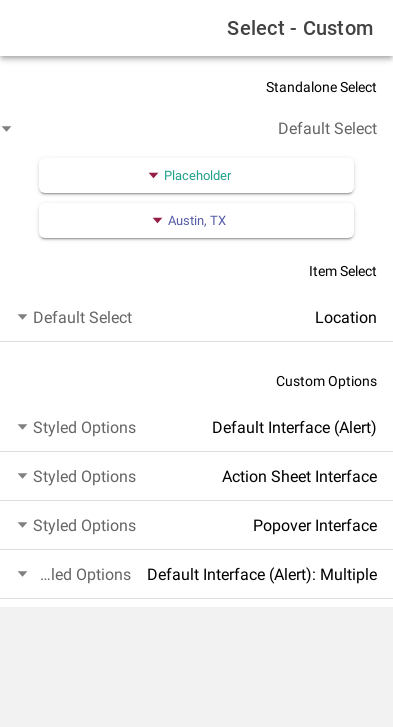 Select - Custom
Standalone Select
Default Select
Placeholder
Austin, TX
Item Select
Location
Default Select
Custom Options
Default Interface (Alert)
Styled Options
Action Sheet Interface
Styled Options
Popover Interface
Styled Options
Default Interface (Alert): Multiple
...led Options